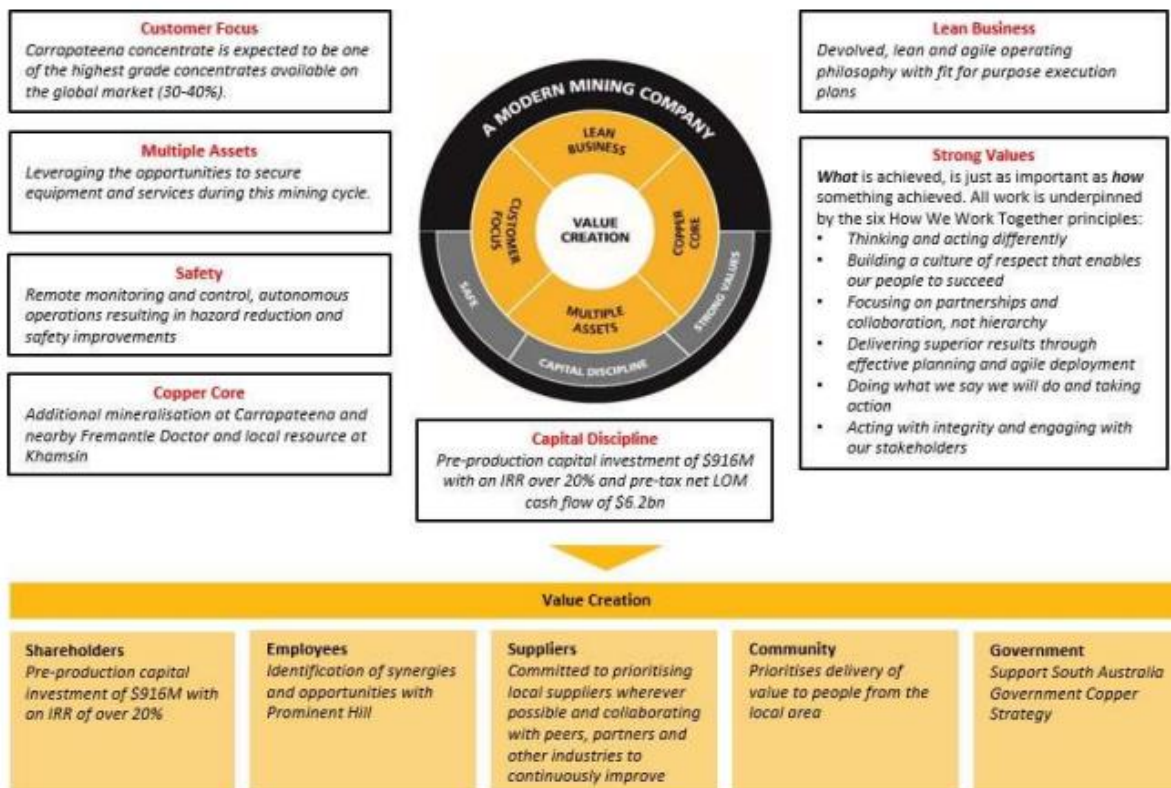 Customer Focus
Carrapateena concentrate is expected to be one
of the highest grade concentrates available on
the global market (30-40%).
Multiple Assets
Leveraging the opportunities to secure
equipment and services during this mining cycle.
Safety
Remote monitoring and control, autonomous
operations resulting in hazard reduction and
safety improvements
Copper Core
Additional mineralisation at Carrapateena and
nearby Fremantle Doctor and local resource at
Khamsin
A MODERN MINING COMPANY
LEAN
BUSINESS
CUSTOMER
FOCUS
VALUE
CREATION
COPPER
CORE
MULTIPLE
ASSETS
SAFE
CAPITAL DISCIPLINE
STRONG VALUES
Capital Discipline
Pre-production capital investment of $916M
with an IRR over 20% and pre-tax net LOM
cash flow of $6.2bn
Lean Business
Devolved, lean and agile operating
philosophy with fit for purpose execution
plans
Strong Values
What is achieved, is just as important as how
something achieved. All work is underpinned
by the six How We Work Together principles:
• Thinking and acting differently
• Building a culture of respect that enables
our people to succeed
• Focusing on partnerships and
collaboration, not hierarchy
• Delivering superior results through
effective planning and agile deployment
• Doing what we say we will do and taking
action
• Acting with integrity and engaging with
our stakeholders
Value Creation
Shareholders
Pre-production capital
investment of $916M with
an IRR of over 20%
Employees
Identification of synergies
and opportunities with
Prominent Hill
Suppliers
Committed to prioritising
local suppliers wherever
possible and collaborating
with peers, partners and
other industries to
continuously improve
Community
Prioritises delivery of
value to people from the
local area
Government
Support South Australia
Government Copper
Strategy